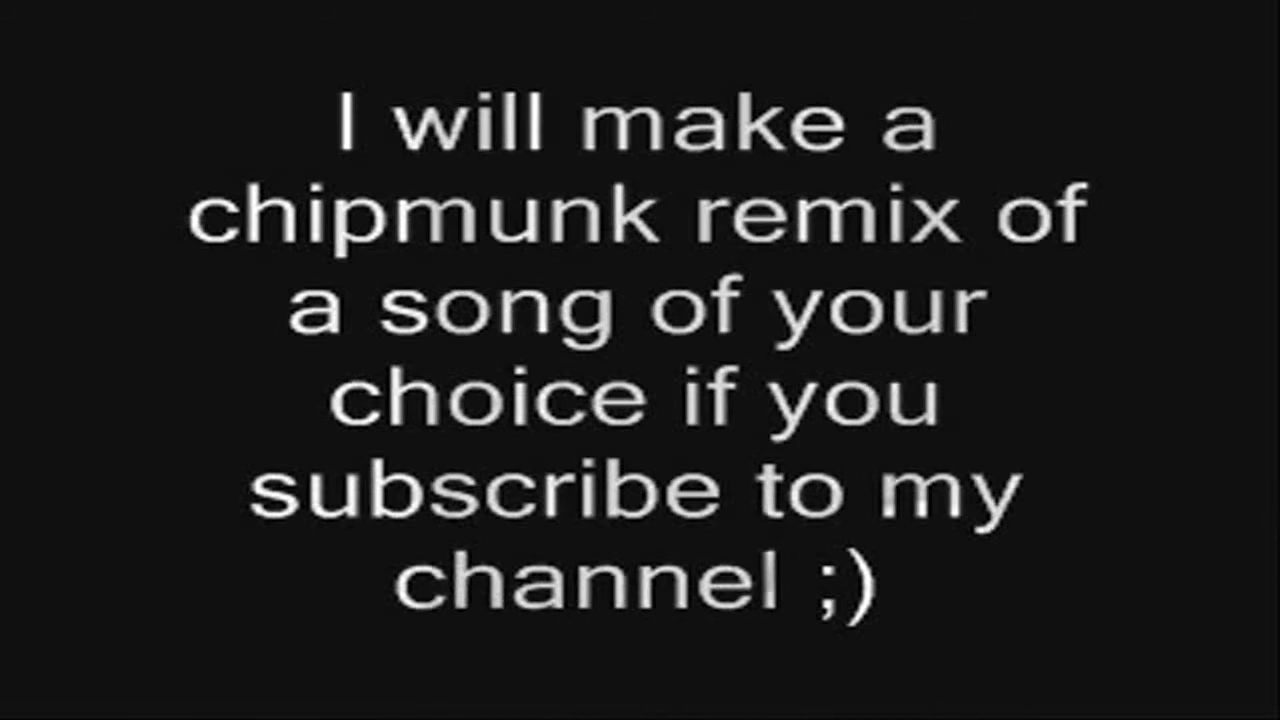 I will make a
chipmunk remix of
a song of your
choice if you
subscribe to my
channel ;)